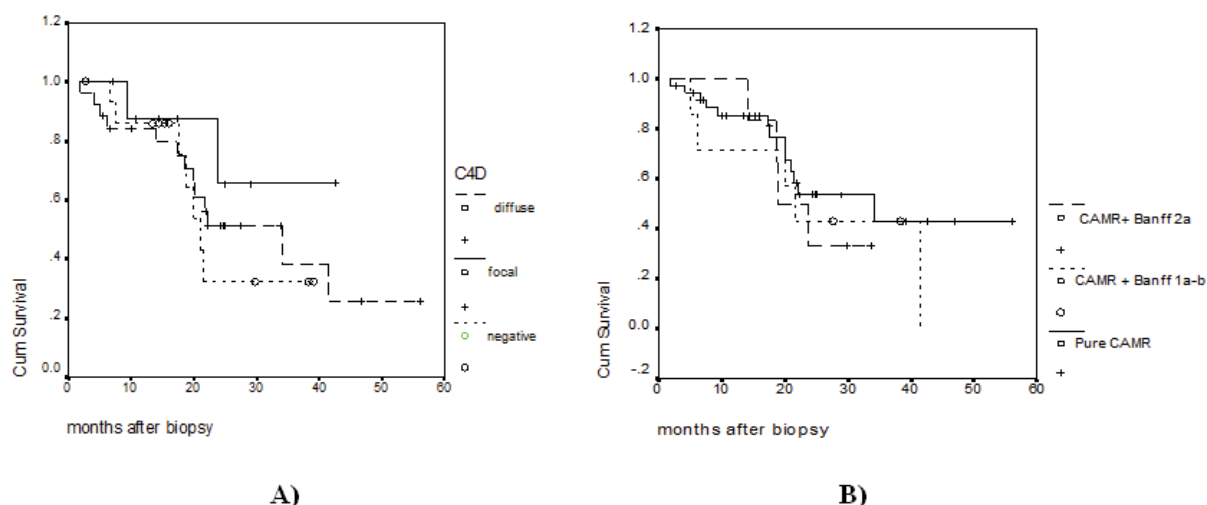 1.2
1.0
.8
.6
.4
.2
0.0
Cum Survival
0
10
20
30
40
50
60
months after biopsy
C4D
diffuse
focal
negative
A)
1.2
1.0
.8
.6
.4
.2
0.0
-.2
Cum Survival
0
10
20
30
40
50
60
months after biopsy
CAMR+ Banff 2a
CAMR + Banff 1a-b
Pure CAMR
B)